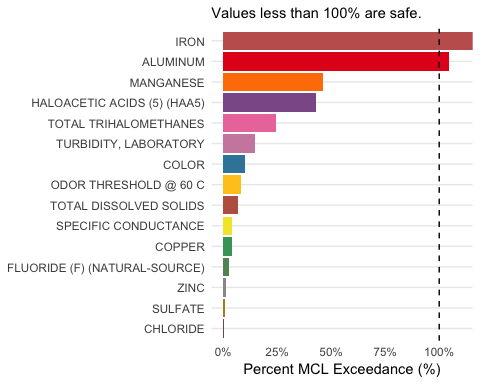 Values less than 100% are safe.
IRON
ALUMINUM
MANGANESE
HALOACETIC ACIDS (5) (HAA5)
TOTAL TRIHALOMETHANES
TURBIDITY, LABORATORY
COLOR
ODOR THRESHOLD @ 60 C
TOTAL DISSOLVED SOLIDS
SPECIFIC CONDUCTANCE
COPPER
FLUORIDE (F) (NATURAL-SOURCE)
ZINC
SULFATE
CHLORIDE
0% 25% 50% 75% 100%
Percent MCL Exceedance (%)